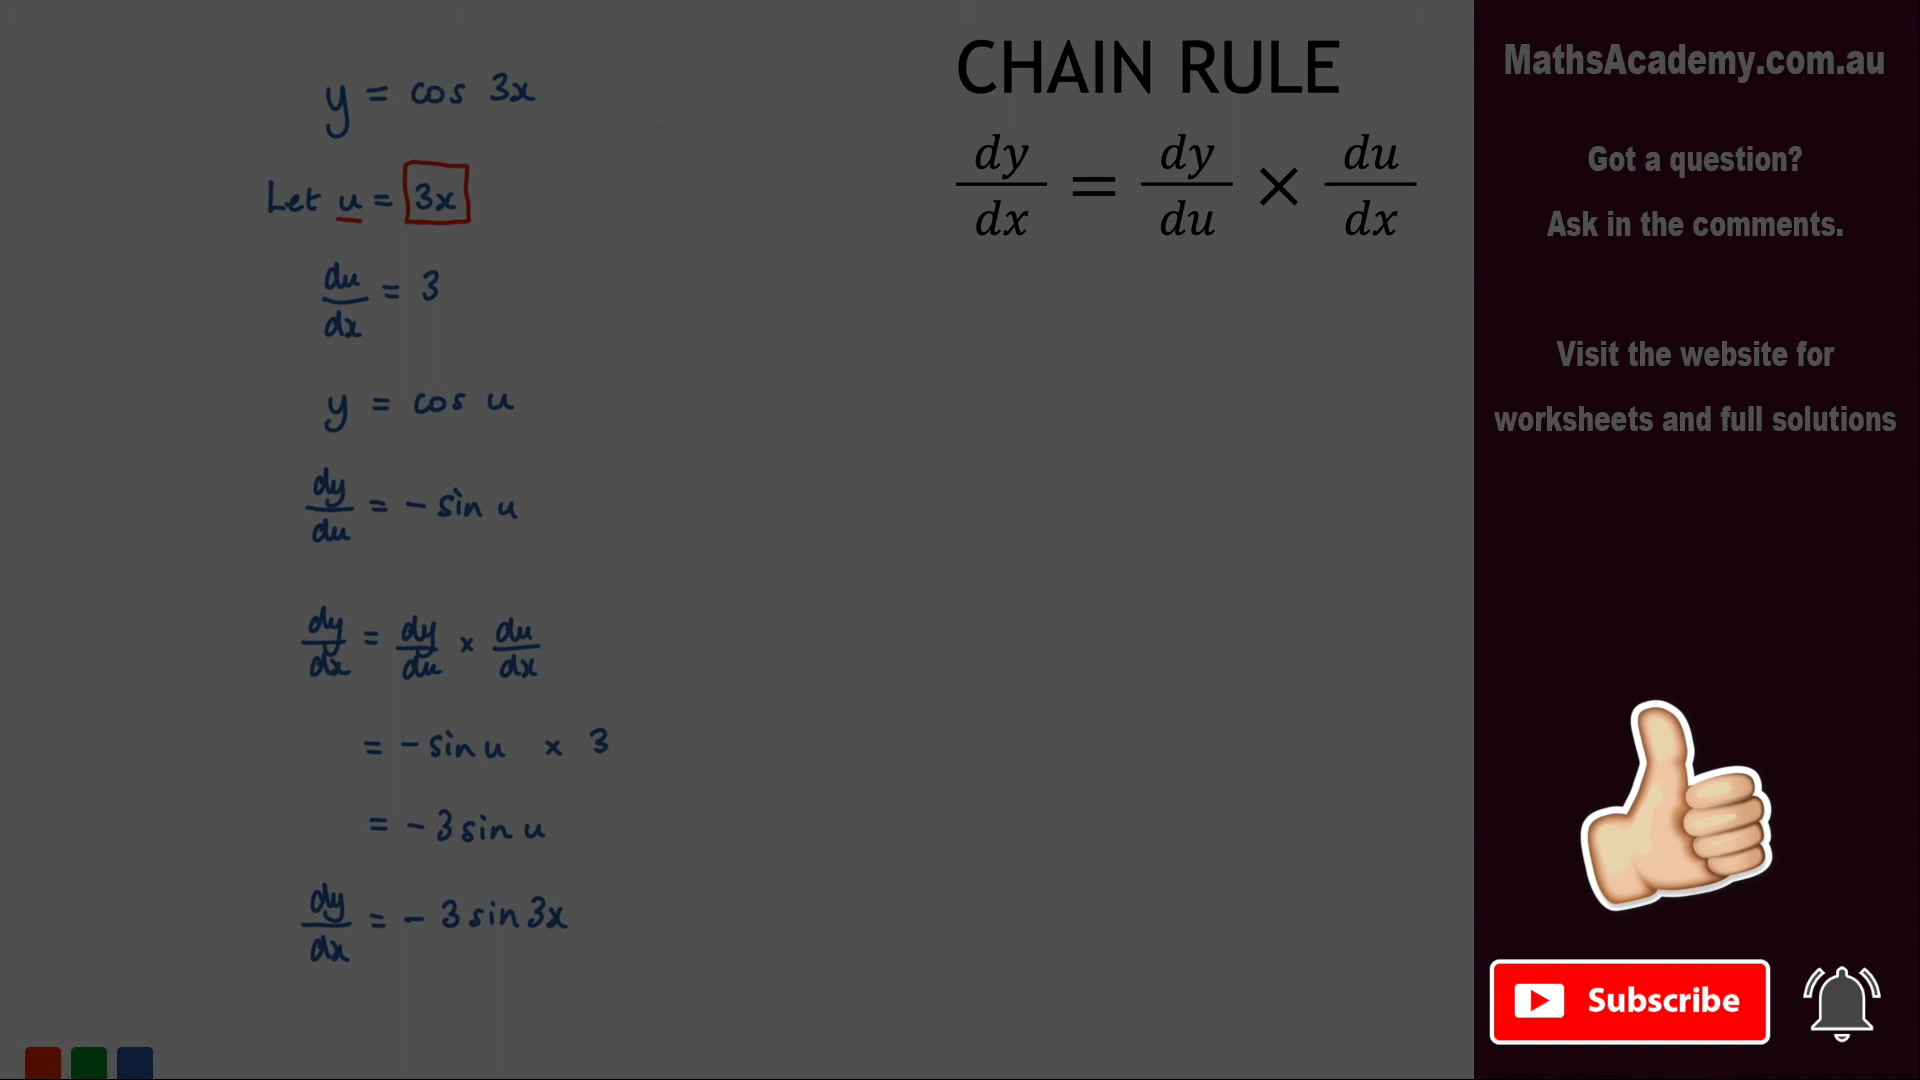 y = cos 3x
Let u = 3x
du/dx = 3
y = cos u
dy/du = - sin u
dy/dx = dy/du × du/dx
= - sin u × 3
= - 3 sin u
dy/dx = - 3 sin 3x
CHAIN RULE
dy/dx = dy/du × du/dx
MathsAcademy.com.au
Got a question?
Ask in the comments.
Visit the website for
worksheets and full solutions
Subscribe